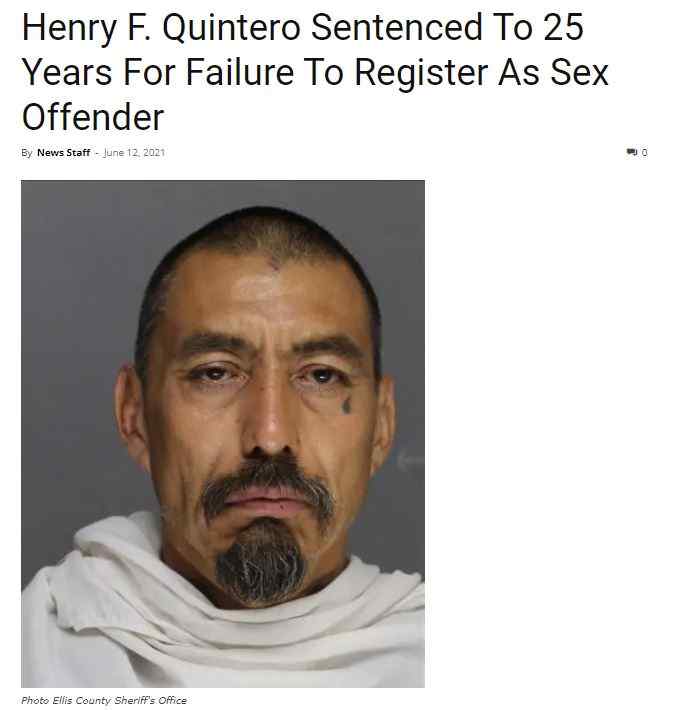 Henry F. Quintero Sentenced To 25
Years For Failure To Register As Sex
Offender
By News Staff - June 12, 2021 0
Photo Ellis County Sheriff's Office